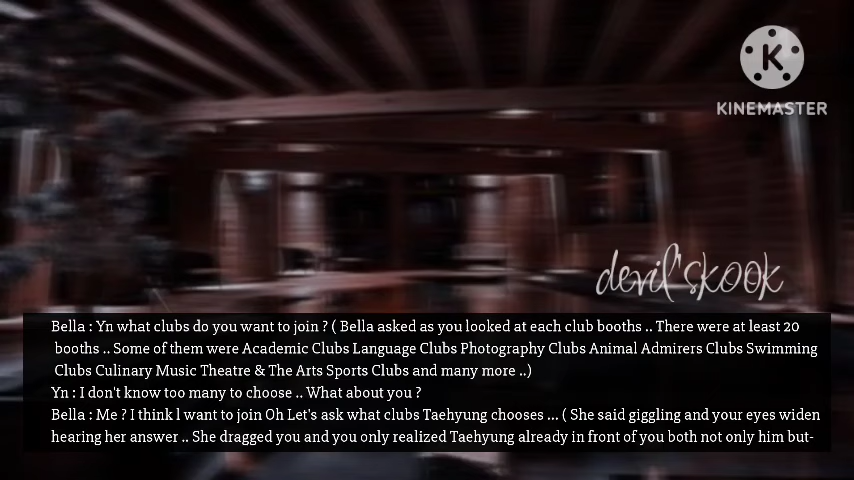 KINEMASTER
devil'skook
Bella : Yn what clubs do you want to join ? ( Bella asked as you looked at each club booths .. There were at least 20
booths .. Some of them were Academic Clubs Language Clubs Photography Clubs Animal Admirers Clubs Swimming
Clubs Culinary Music Theatre & The Arts Sports Clubs and many more ..)
Yn : I don't know too many to choose .. What about you ?
Bella : Me ? I think l want to join Oh Let's ask what clubs Taehyung chooses ... ( She said giggling and your eyes widen
hearing her answer .. She dragged you and you only realized Taehyung already in front of you both not only him but-